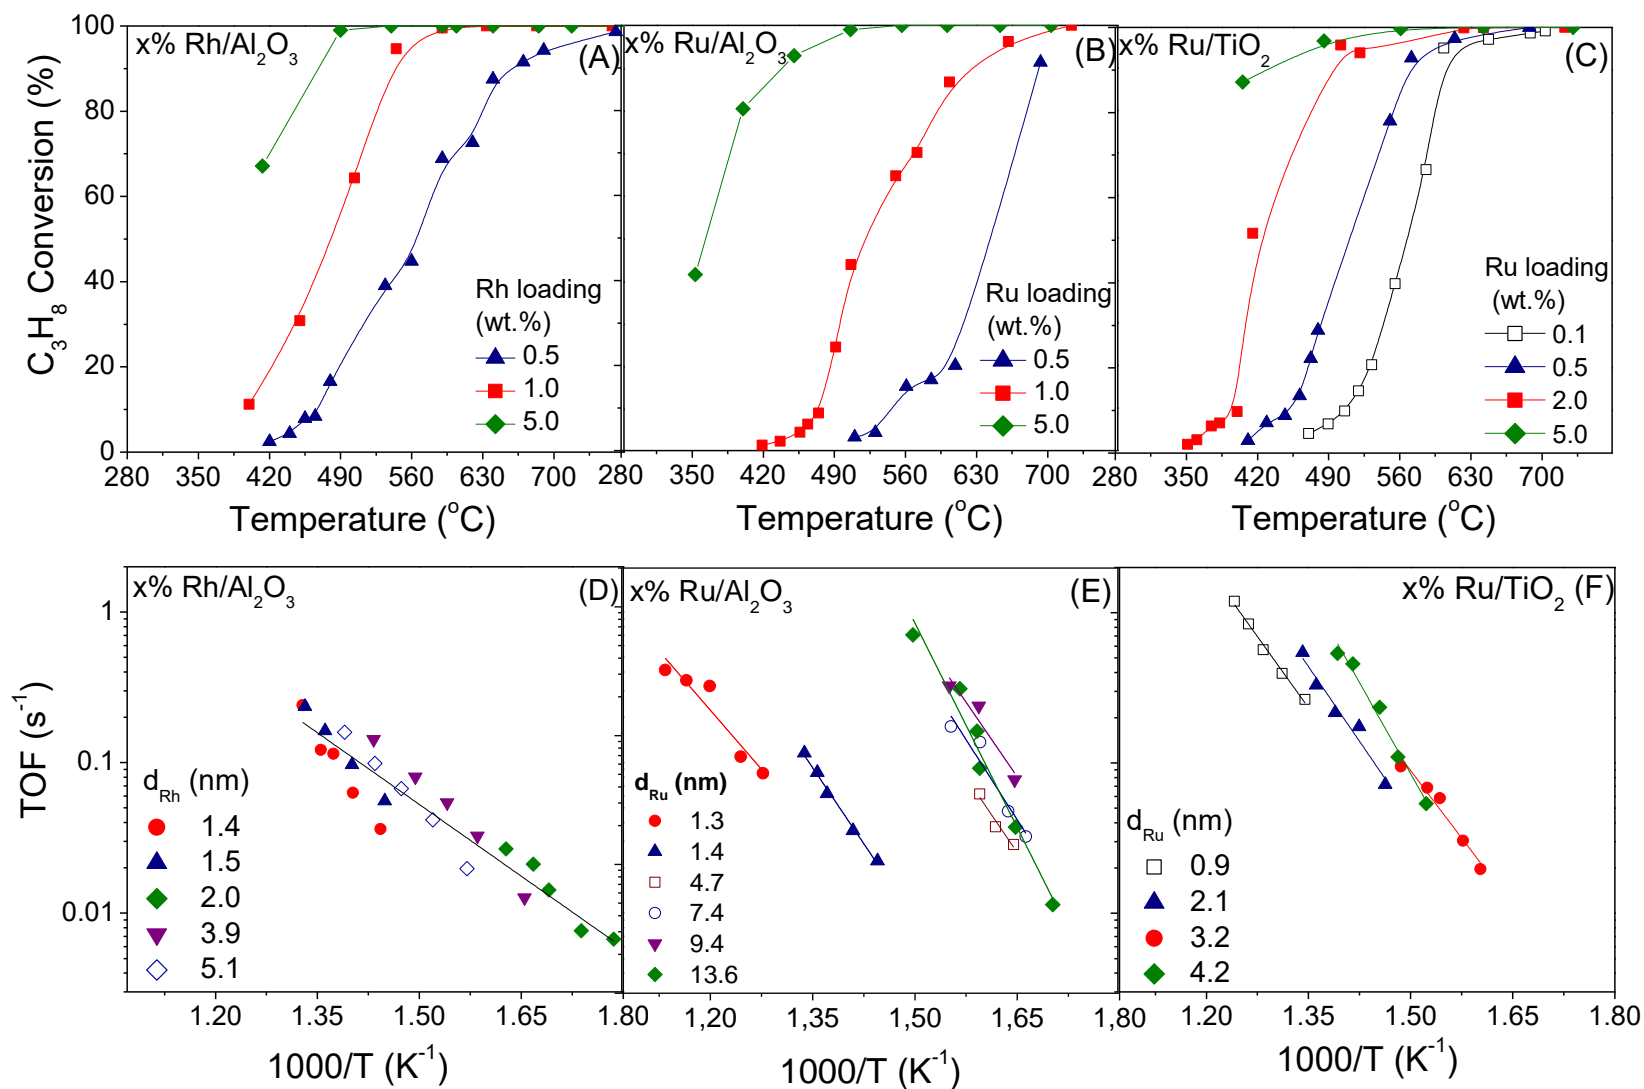 x% Rh/Al2O3
(A)
x% Ru/Al2O3
(B)
x% Ru/TiO2
(C)
C3H8 Conversion (%)
100
80
60
40
20
0
Rh loading
(wt.%)
0.5
1.0
5.0
Ru loading
(wt.%)
0.5
1.0
5.0
Ru loading
(wt.%)
0.1
0.5
2.0
5.0
280 350 420 490 560 630 700
280 350 420 490 560 630 700
280 350 420 490 560 630 700
Temperature (oC)
Temperature (oC)
Temperature (oC)
x% Rh/Al2O3
(D)
x% Ru/Al2O3
(E)
x% Ru/TiO2 (F)
TOF (s-1)
1
0.1
0.01
dRh (nm)
1.4
1.5
2.0
3.9
5.1
dRu (nm)
1.3
1.4
4.7
7.4
9.4
13.6
dRu (nm)
0.9
2.1
3.2
4.2
1.20 1.35 1.50 1.65 1.80
1,20 1,35 1,50 1,65 1,80
1.20 1.35 1.50 1.65 1.80
1000/T (K-1)
1000/T (K-1)
1000/T (K-1)